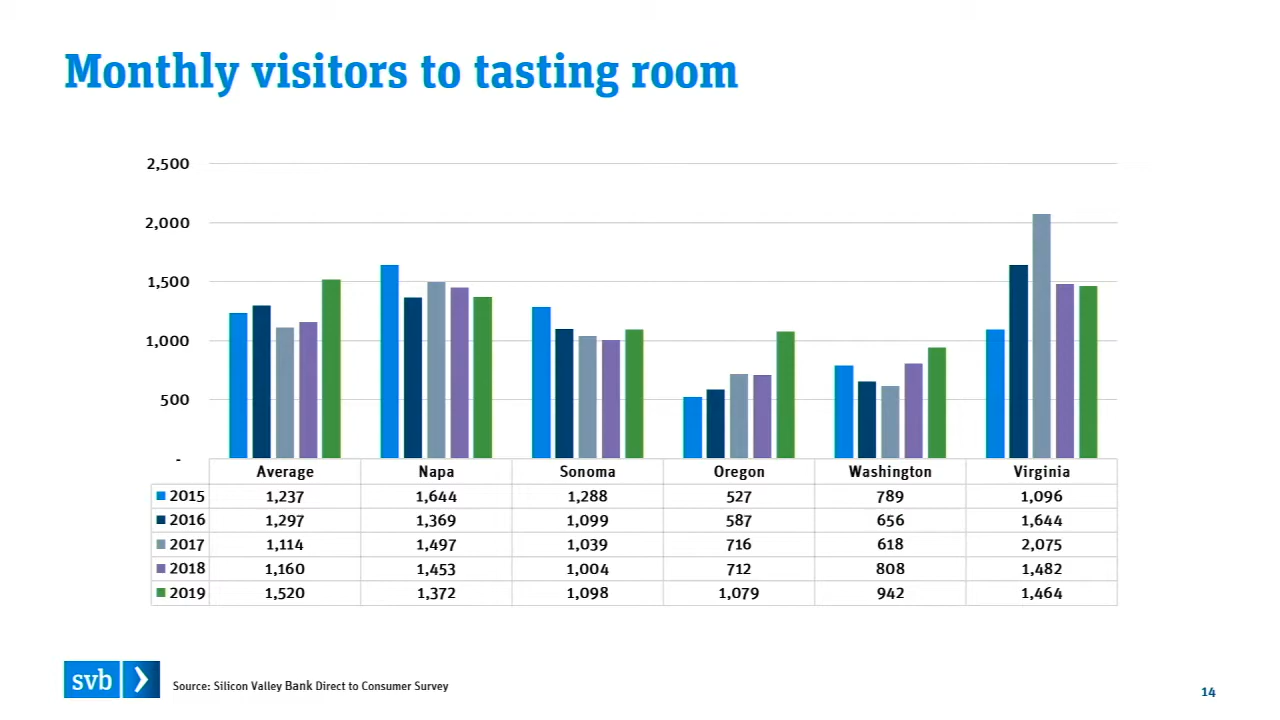 Monthly visitors to tasting room
2,500
2,000
1,500
1,000
500
-
Average Napa Sonoma Oregon Washington Virginia
2015 1,237 1,644 1,288 527 789 1,096
2016 1,297 1,369 1,099 587 656 1,644
2017 1,114 1,497 1,039 716 618 2,075
2018 1,160 1,453 1,004 712 808 1,482
2019 1,520 1,372 1,098 1,079 942 1,464
svb
Source: Silicon Valley Bank Direct to Consumer Survey
14